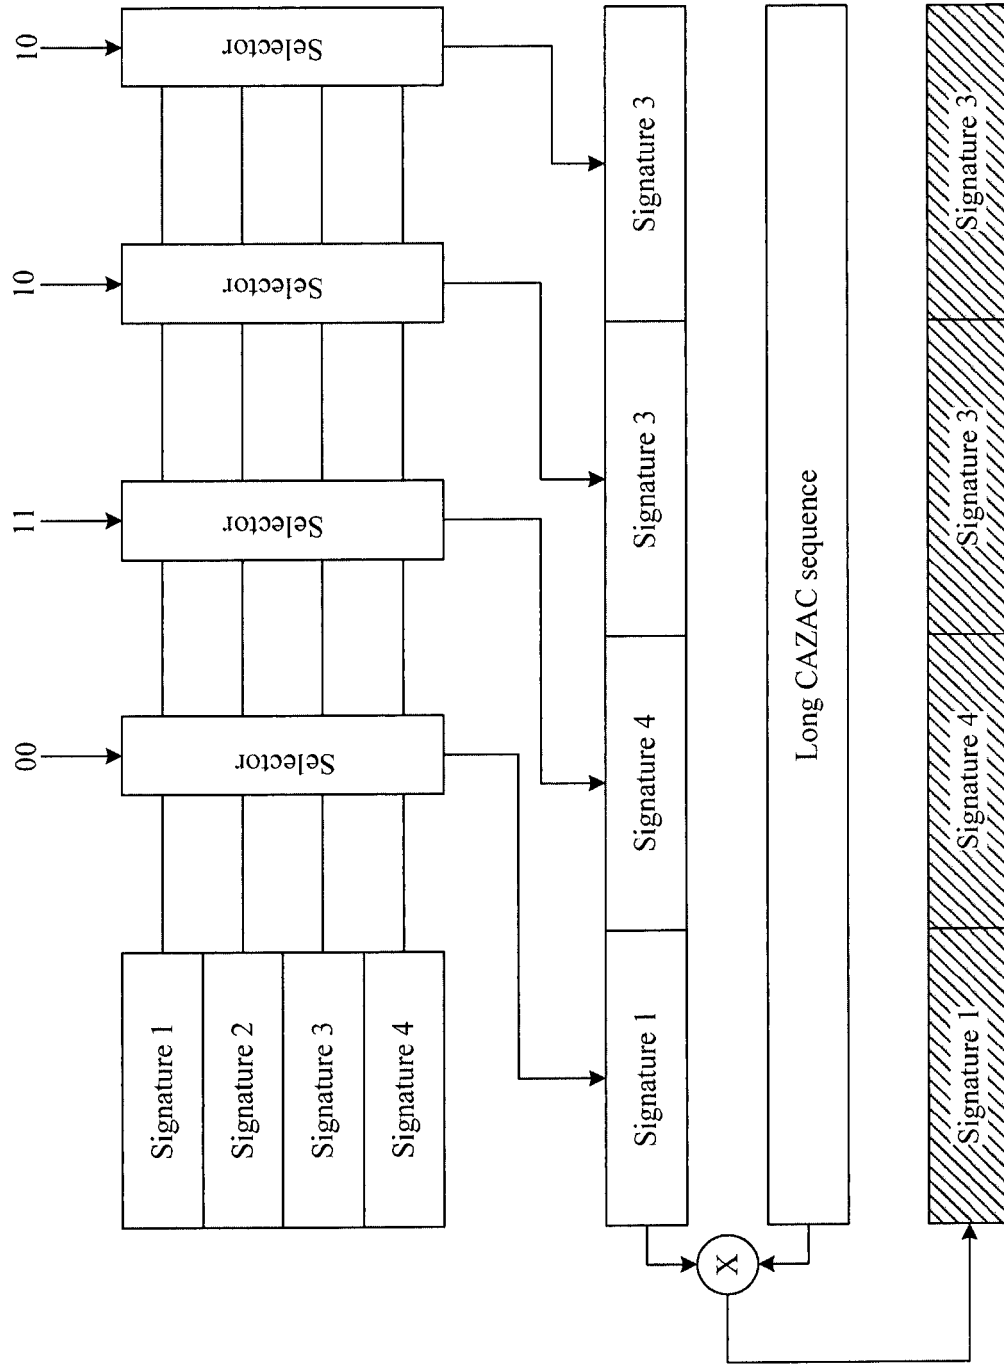 00
11
10
10
Signature 1
Signature 2
Signature 3
Signature 4
Selector
Selector
Selector
Selector
Signature 1
Signature 4
Signature 3
Signature 3
X
Long CAZAC sequence
Signature 1
Signature 4
Signature 3
Signature 3